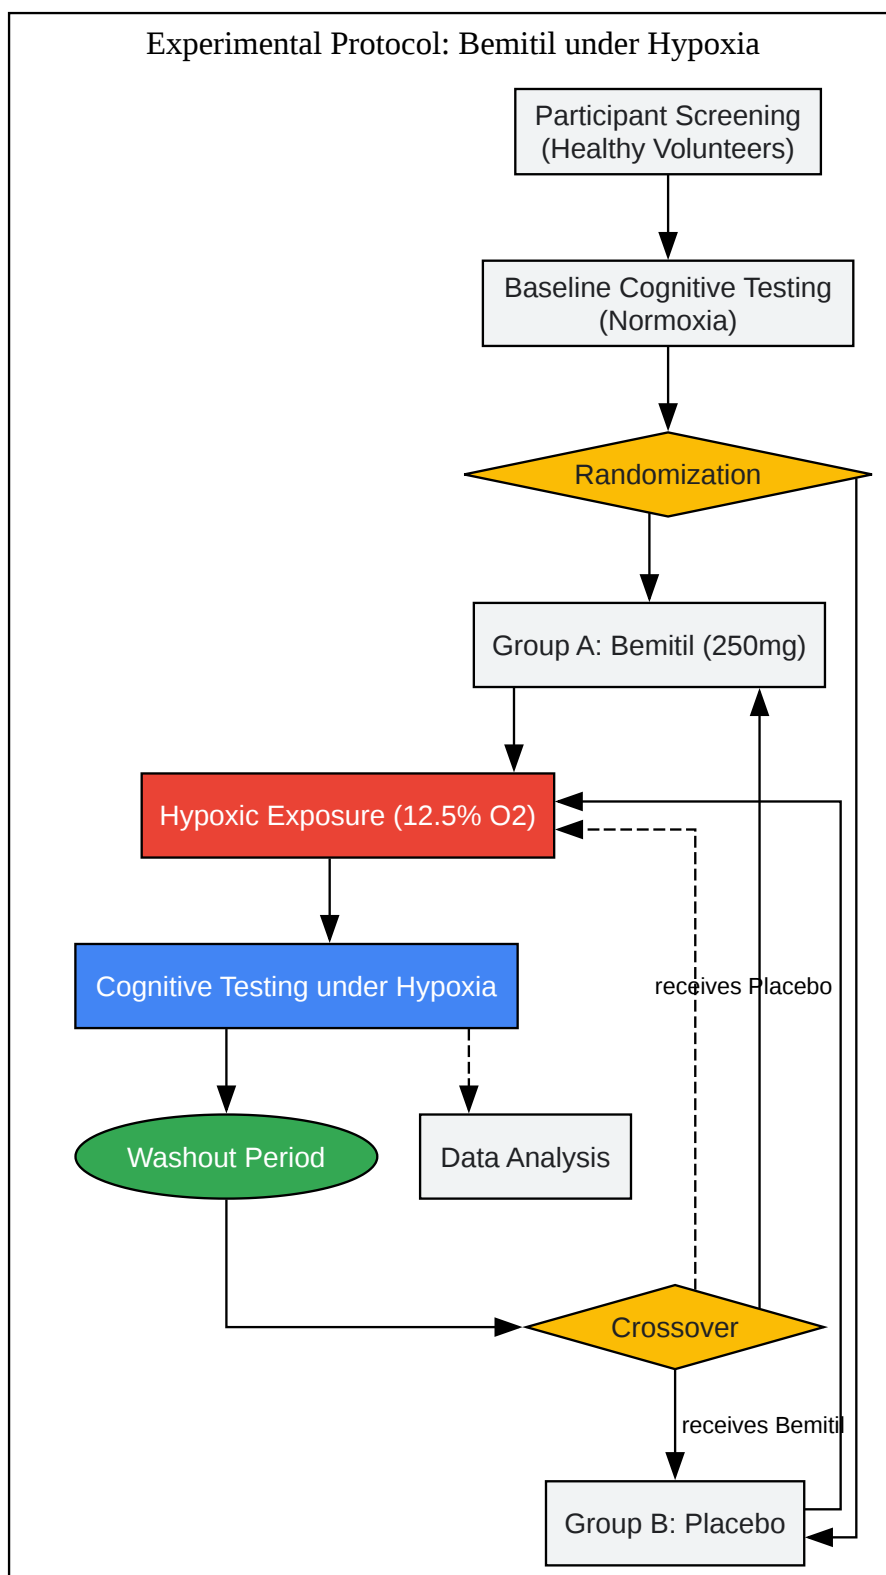 Experimental Protocol: Bemitil under Hypoxia
Participant Screening
(Healthy Volunteers)
Baseline Cognitive Testing
(Normoxia)
Randomization
Group A: Bemitil (250mg)
Hypoxic Exposure (12.5% O2)
Cognitive Testing under Hypoxia
receives Placebo
Washout Period
Data Analysis
Crossover
receives Bemitil
Group B: Placebo